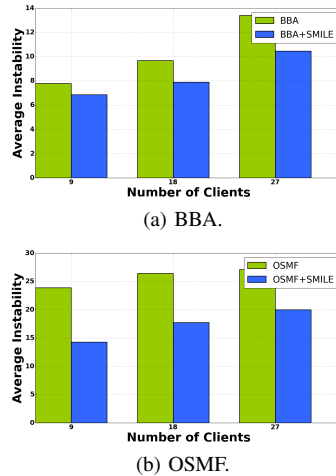 14
12
10
8
6
4
2
0
Average Instability
BBA
BBA+SMILE
9 18 27
Number of Clients
(a) BBA.
30
25
20
15
10
5
0
Average Instability
OSMF
OSMF+SMILE
9 18 27
Number of Clients
(b) OSMF.